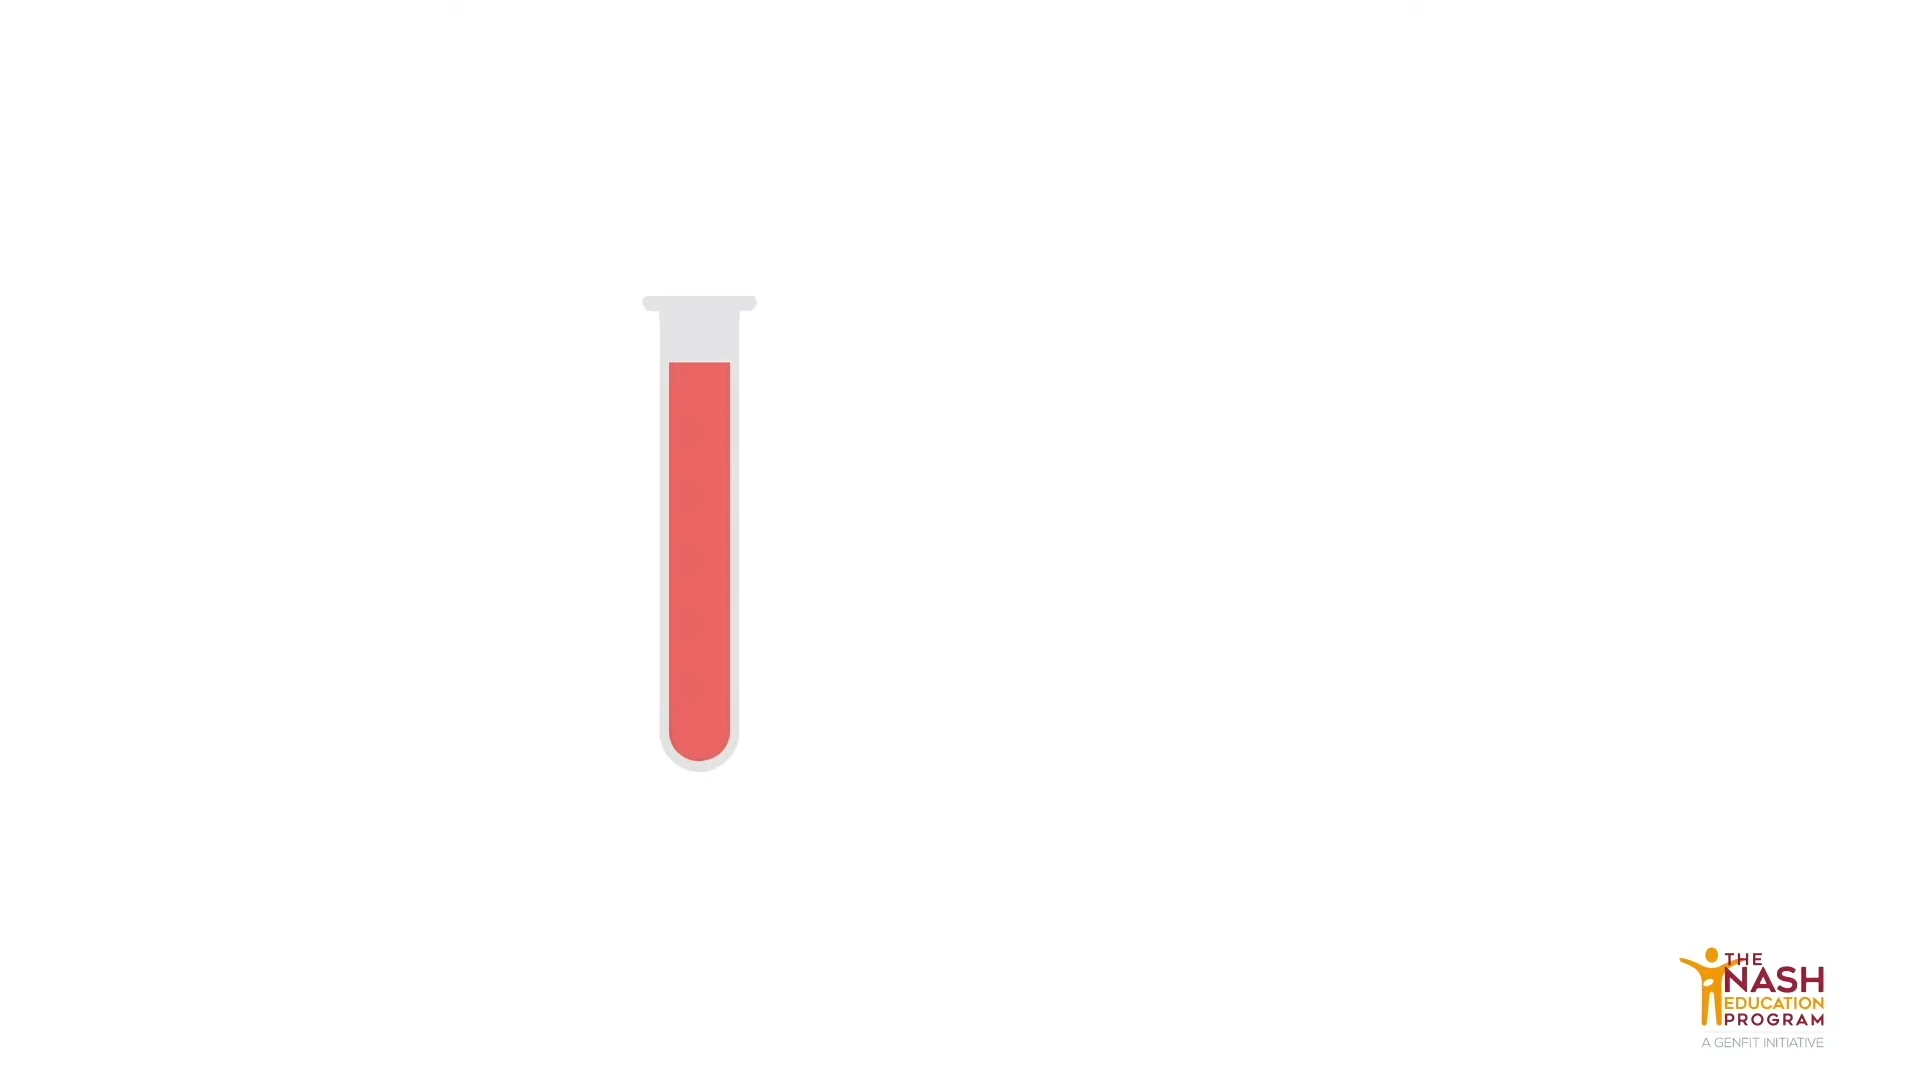 THE
NASH
EDUCATION
PROGRAM
A GENFIT INITIATIVE